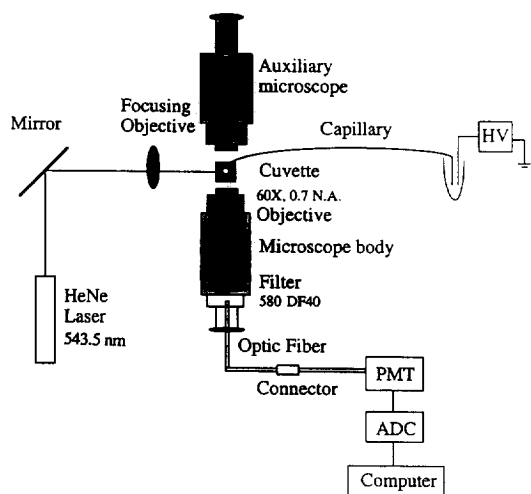 Auxiliary
microscope
Focusing
Objective
Mirror
Capillary
HV
Cuvette
60X, 0.7 N.A.
Objective
Microscope body
Filter
580 DF40
HeNe
Laser
543.5 nm
Optic Fiber
Connector
PMT
ADC
Computer